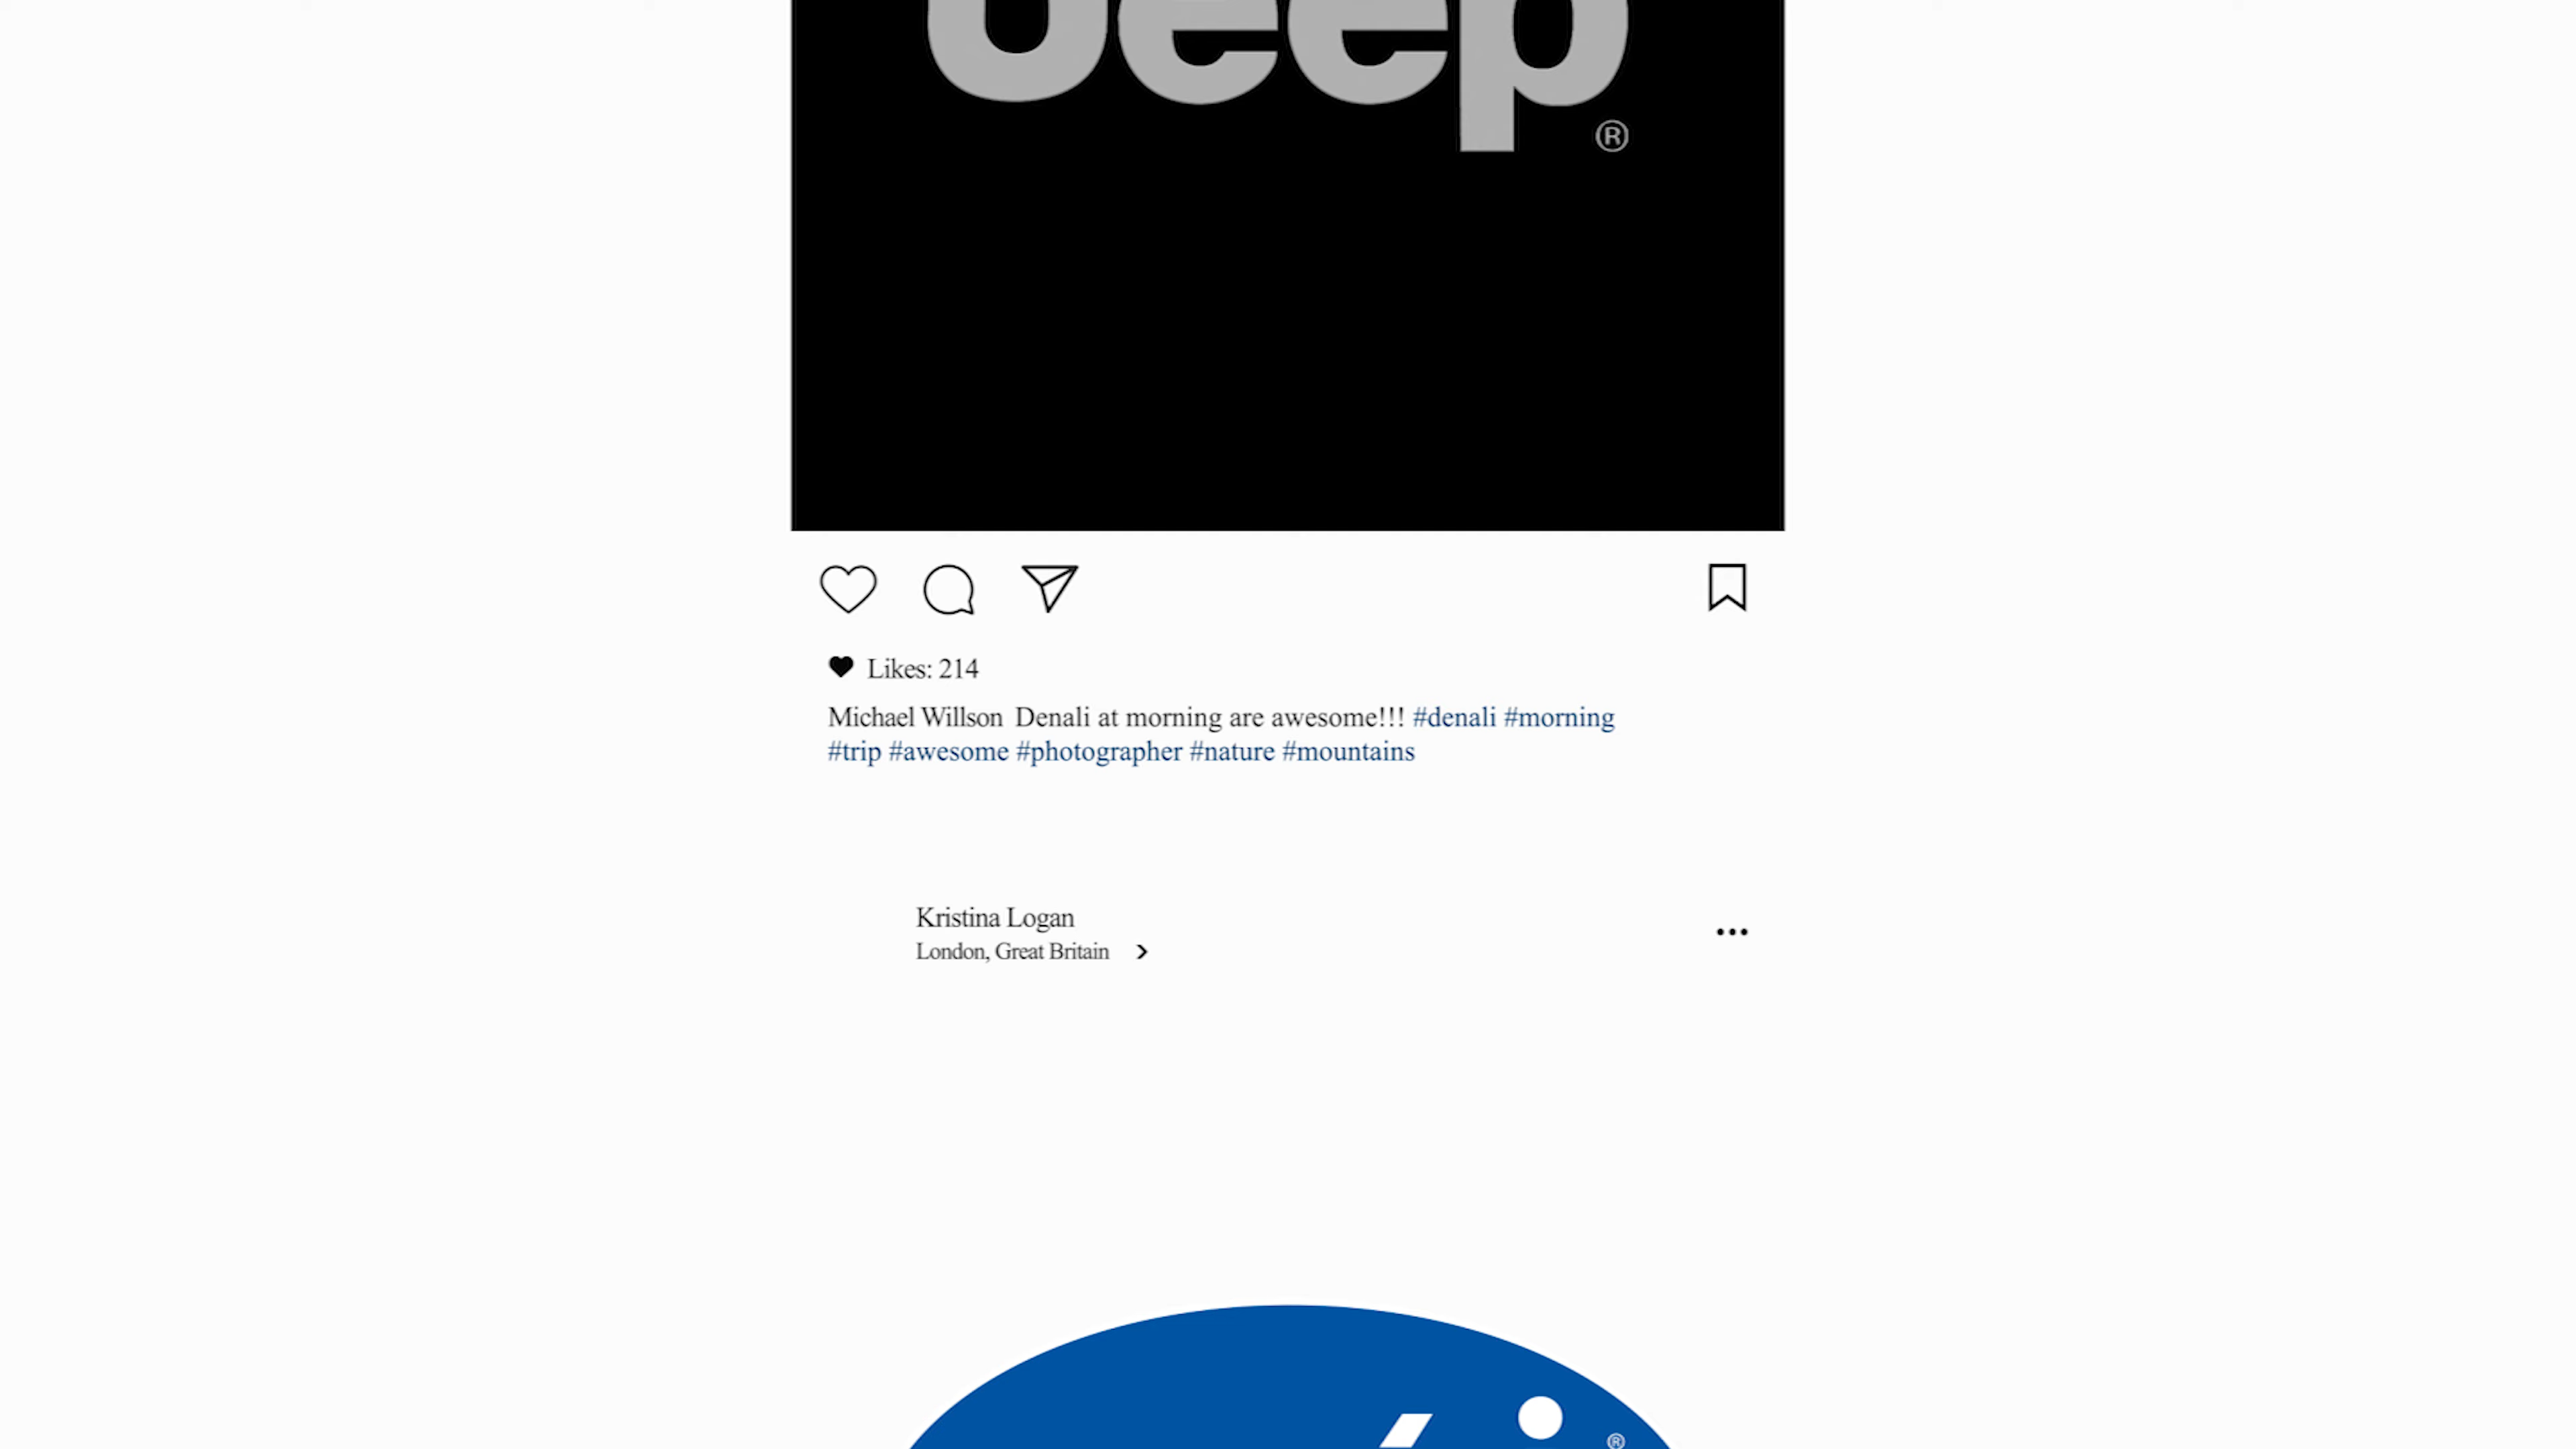 Jeep
®
Likes: 214
Michael Willson Denali at morning are awesome!!! #denali #morning
#trip #awesome #photographer #nature #mountains
Kristina Logan
London, Great Britain
®